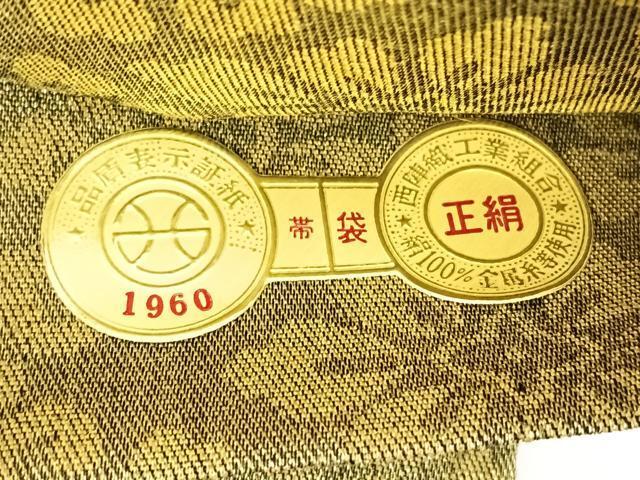 品質表示証紙
1960
帯 袋
西陣織工業組合
正絹
絹100%金属糸等使用